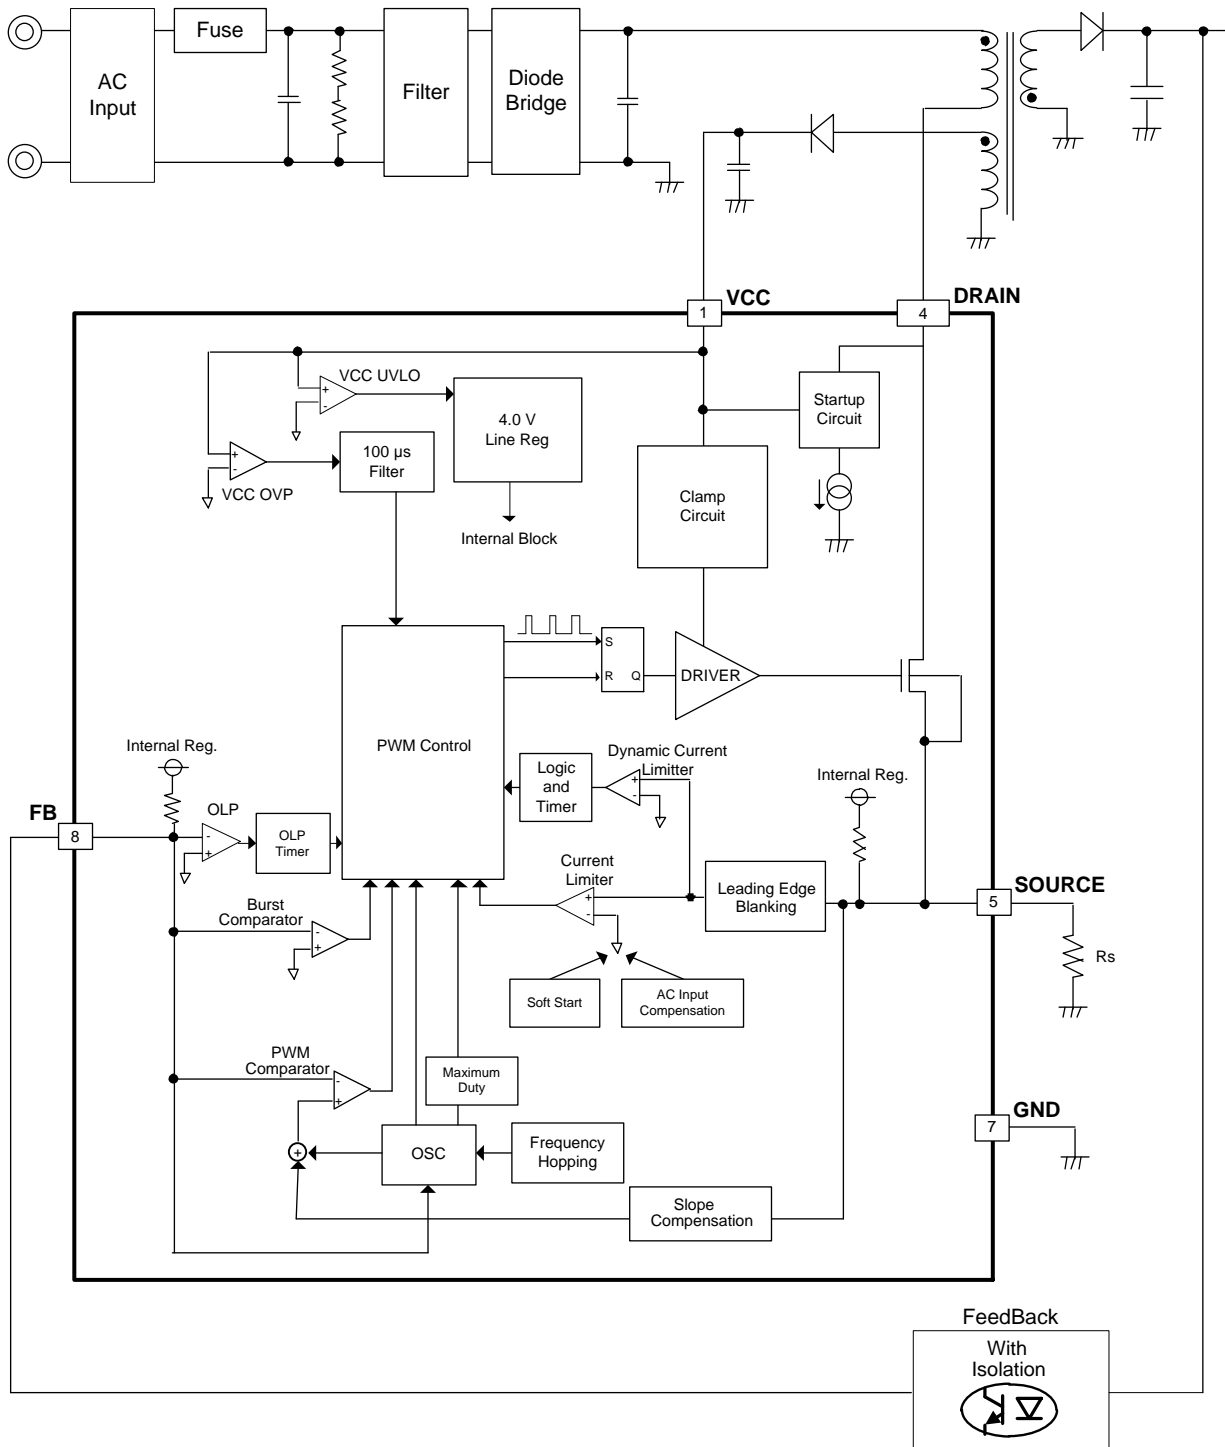 Fuse
AC
Input
Filter
Diode
Bridge
VCC
DRAIN
1
4
VCC UVLO
+
-
4.0 V
Line Reg
Startup
Circuit
100 µs
Filter
+
-
VCC OVP
Clamp
Circuit
Internal Block
S
R
Q
DRIVER
PWM Control
Internal Reg.
Dynamic Current
Limitter
Logic
and
Timer
+
-
Internal Reg.
FB
8
OLP
-
+
OLP
Timer
Current
Limiter
+
-
Leading Edge
Blanking
SOURCE
5
Burst
Comparator
-
+
Rs
Soft Start
AC Input
Compensation
PWM
Comparator
-
+
Maximum
Duty
GND
7
+
OSC
Frequency
Hopping
Slope
Compensation
FeedBack
With
Isolation